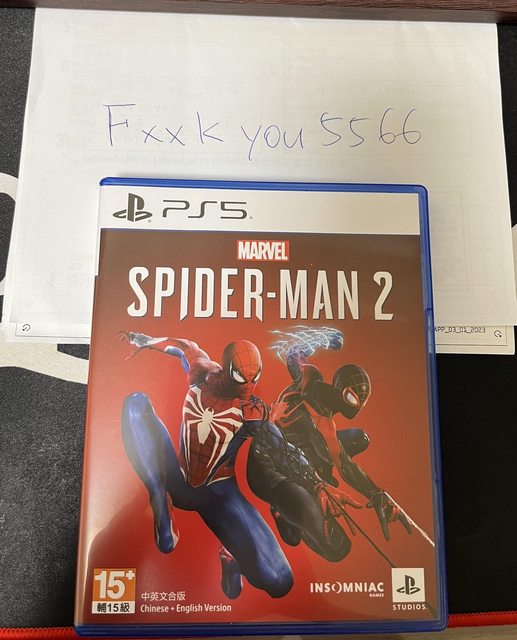 Fxxk you 5566
PS5
MARVEL
SPIDER-MAN 2
APP_03_01_2023
15+
輔15級
中英文合版
Chinese + English Version
INSOMNIAC
GAMES
STUDIOS